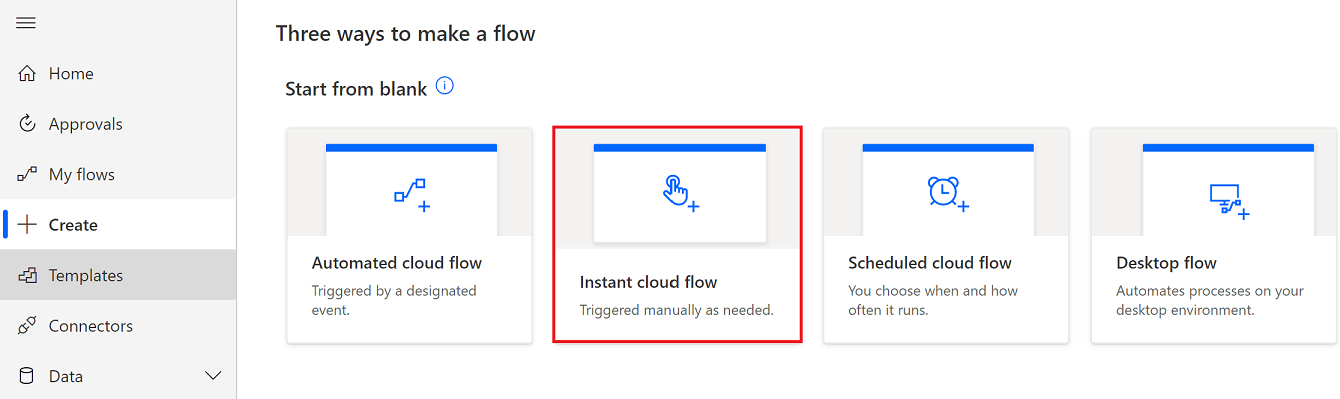 Home
Approvals
My flows
Create
Templates
Connectors
Data
Three ways to make a flow
Start from blank
Automated cloud flow
Triggered by a designated
event.
Instant cloud flow
Triggered manually as needed.
Scheduled cloud flow
You choose when and how
often it runs.
Desktop flow
Automates processes on your
desktop environment.